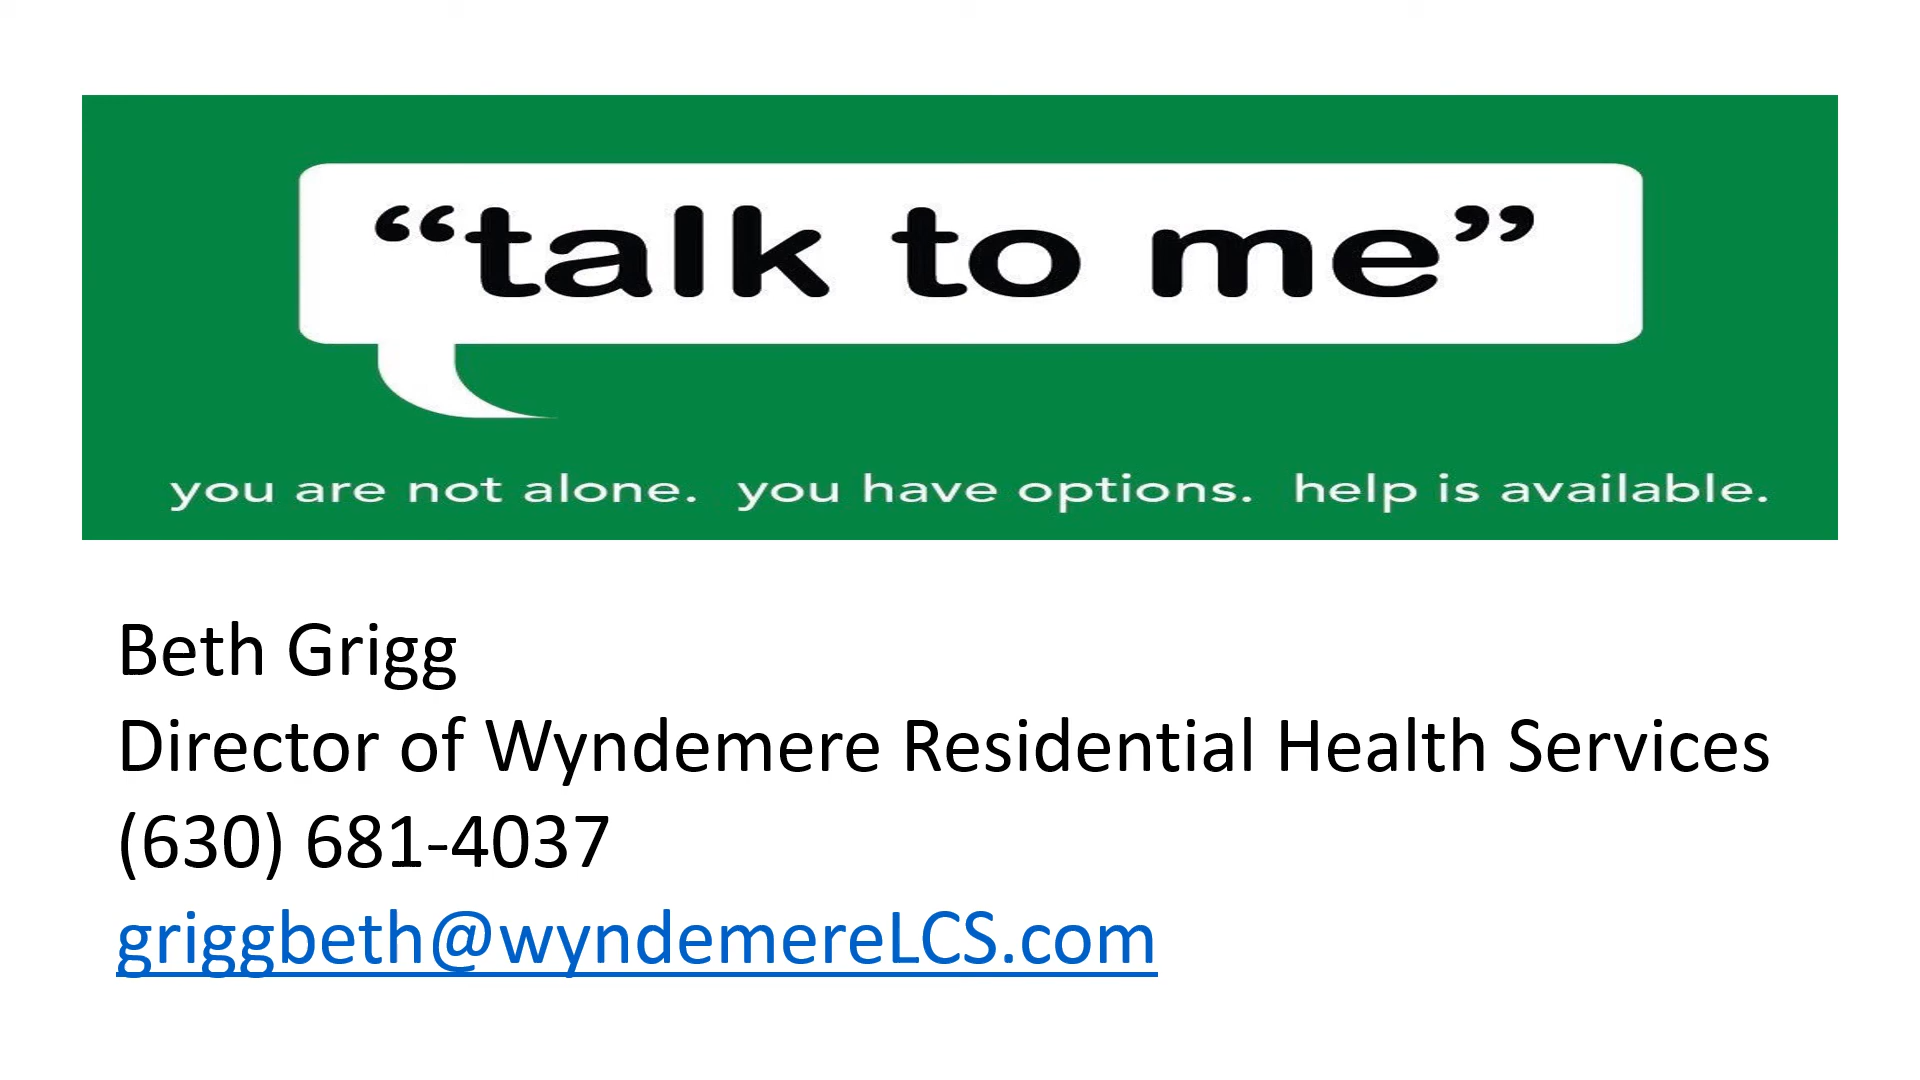 “talk to me”
you are not alone. you have options. help is available.
Beth Grigg
Director of Wyndemere Residential Health Services
(630) 681-4037
griggbeth@wyndemereLCS.com